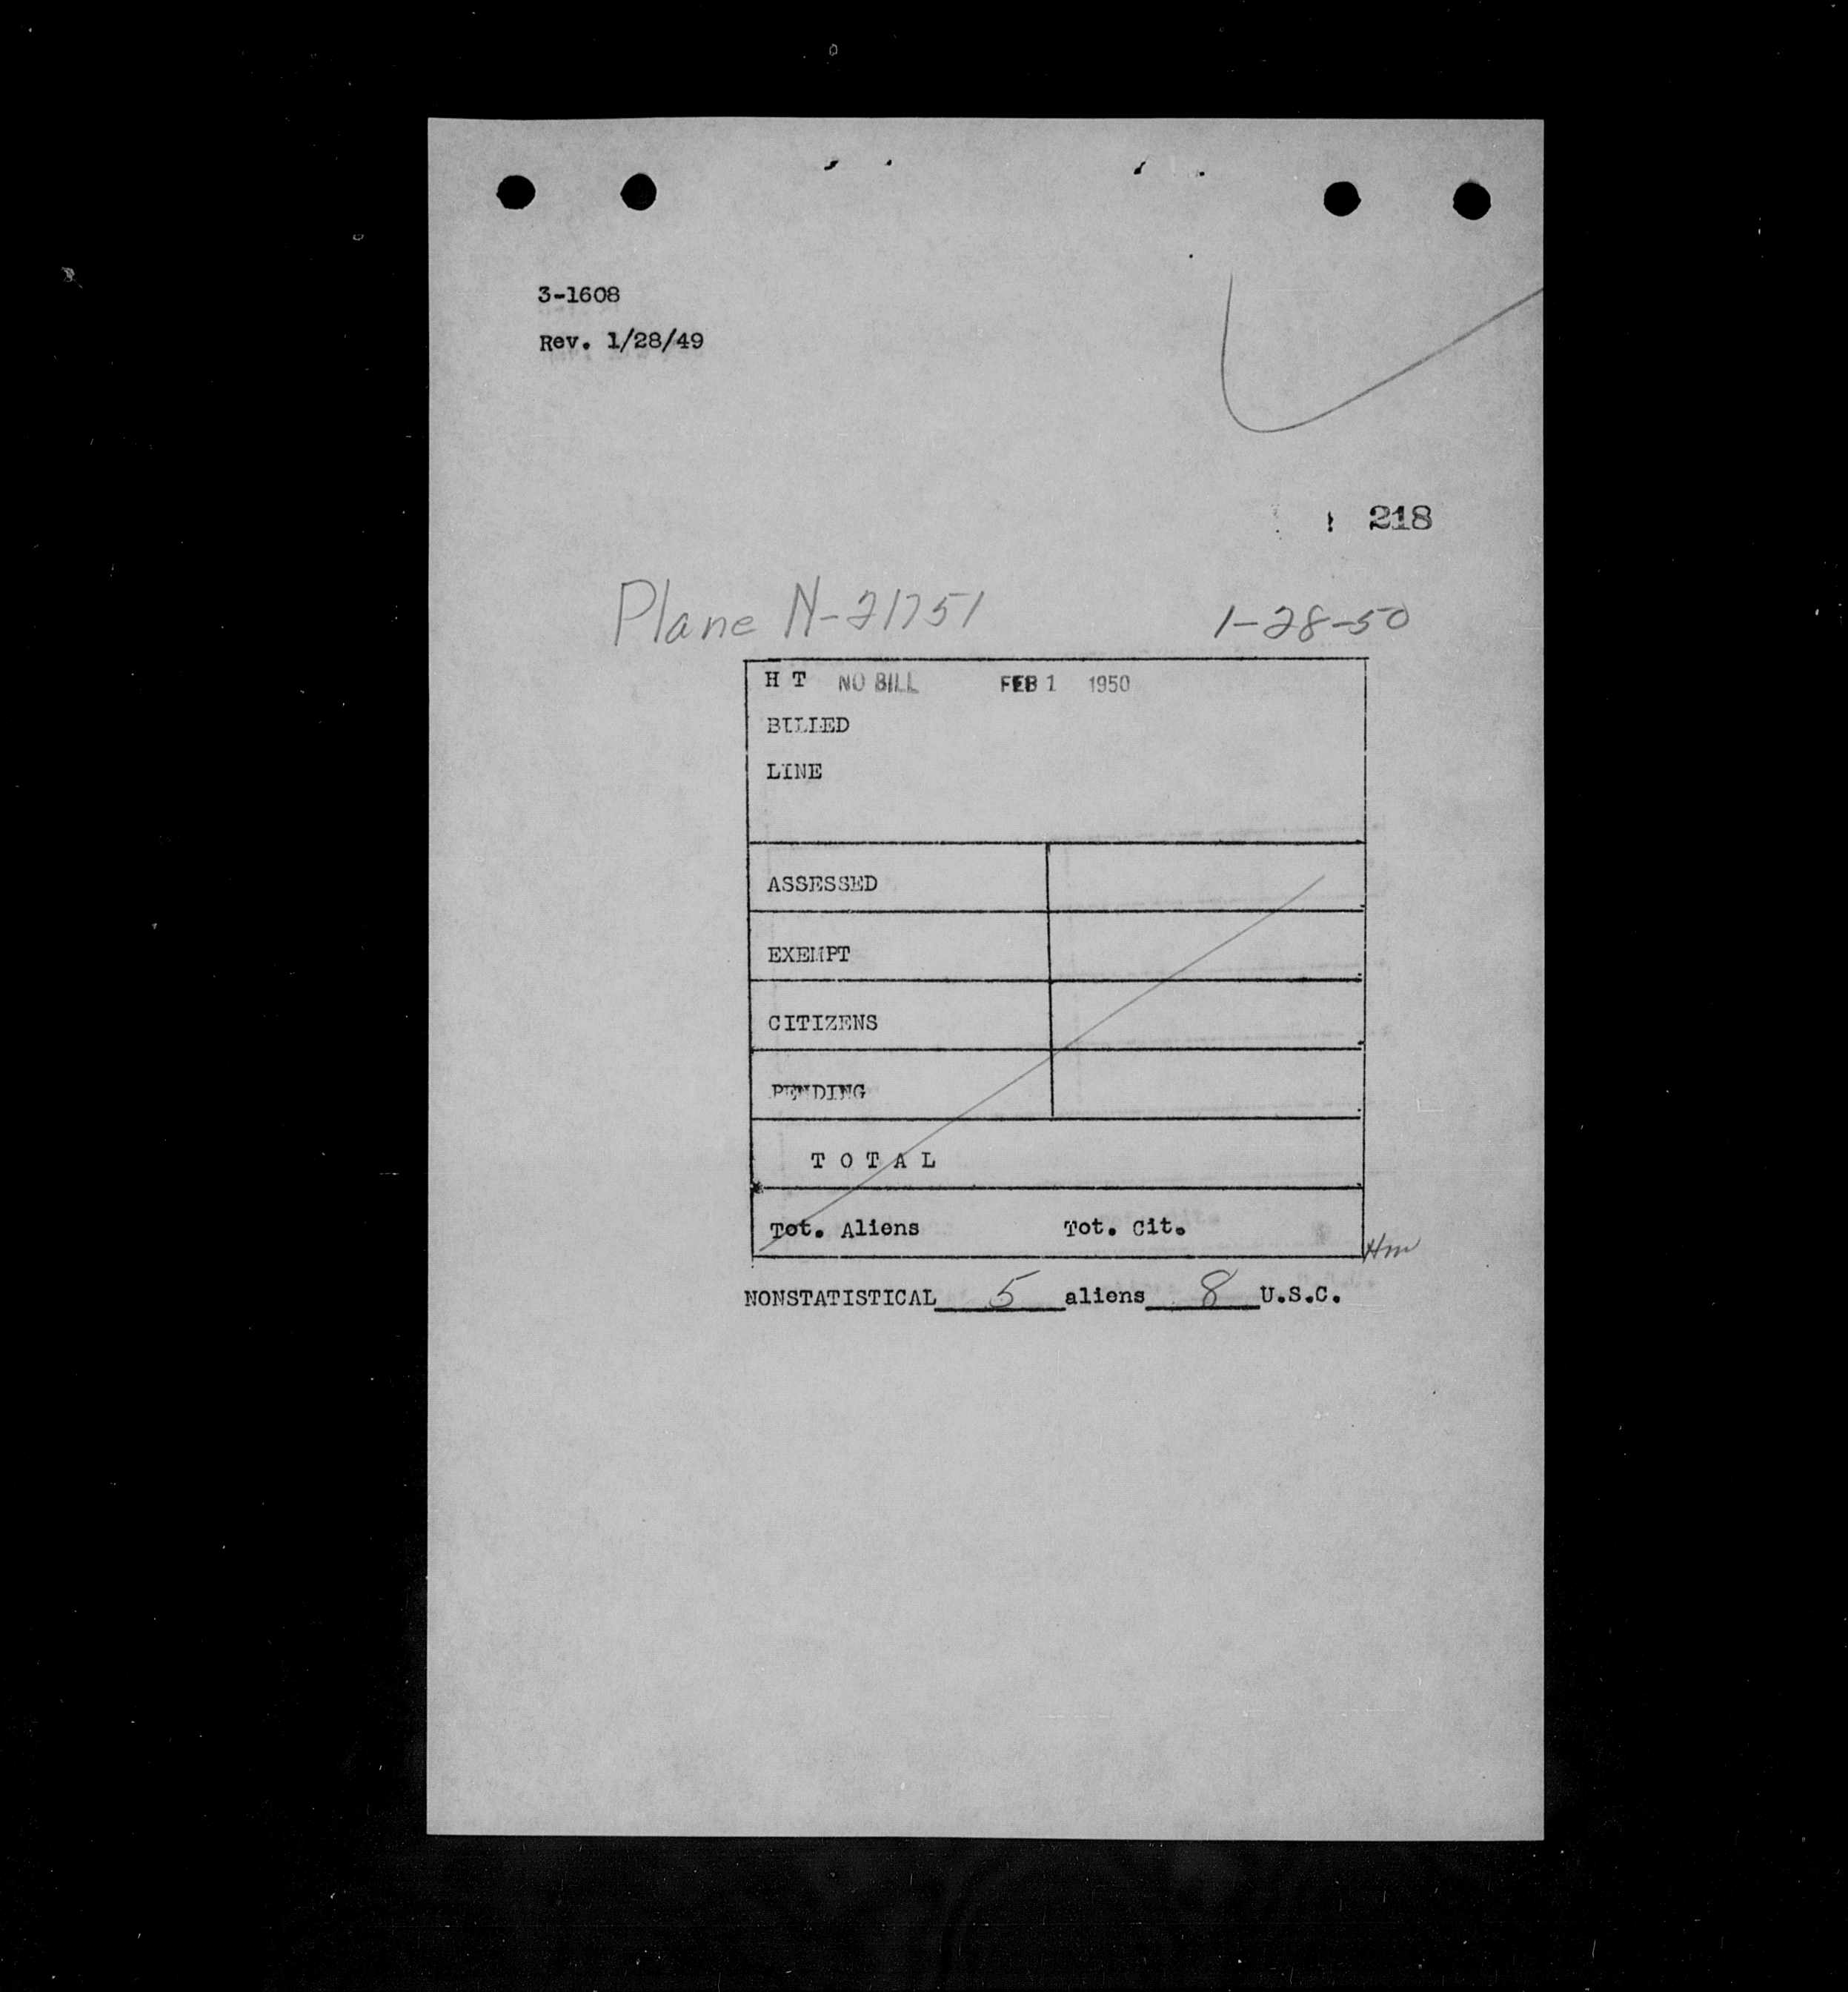 3-1608
Rev. 1/28/49
218
Plane N-21751 1-28-50
H T NO BILL FEB 1 1950
BILLED
LINE
ASSESSED
EXEMPT
CITIZENS
PENDING
T O T A L
Tot. Aliens Tot. Cit.
Hm
NONSTATISTICAL 5 aliens 8 U.S.C.